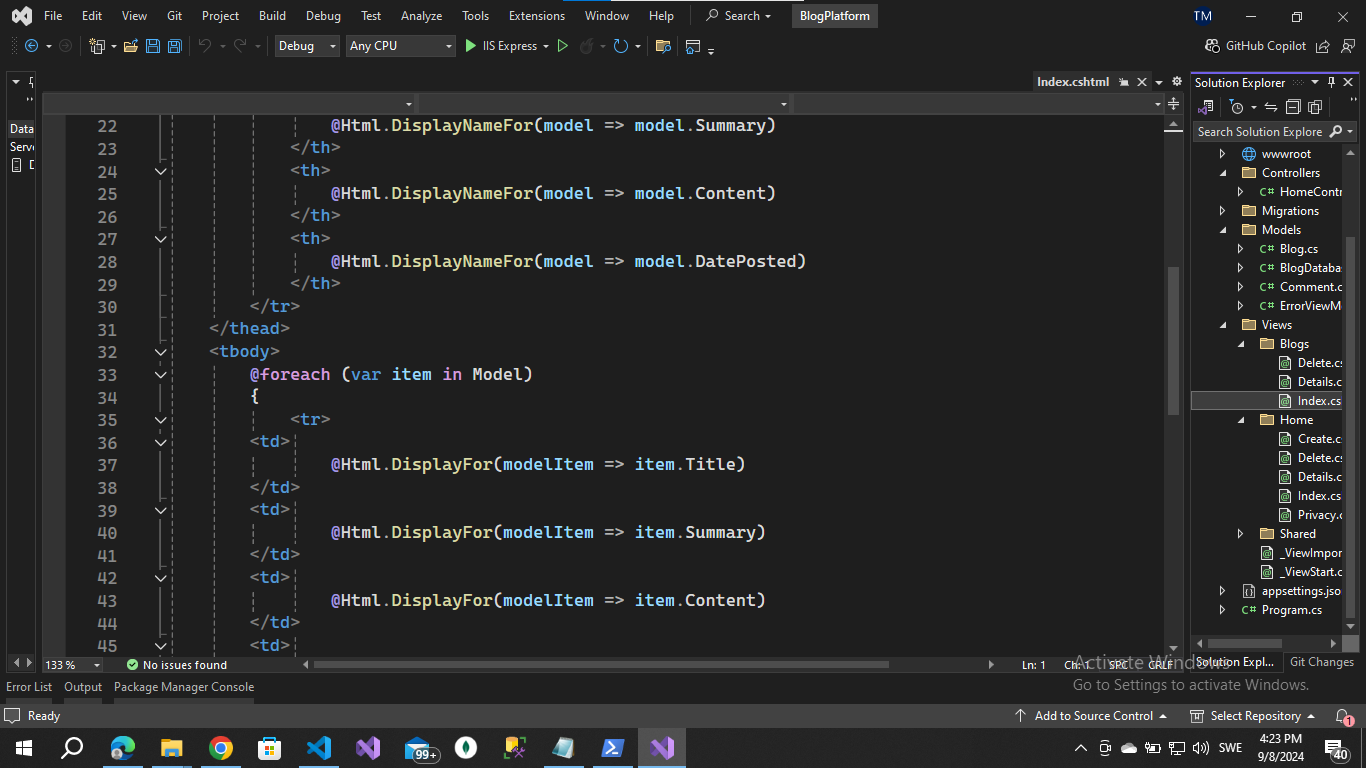 File Edit View Git Project Build Debug Test Analyze Tools Extensions Window Help Search BlogPlatform TM
Debug Any CPU IIS Express GitHub Copilot
Index.cshtml
Solution Explorer
Search Solution Explore
Data
Serve
22 @Html.DisplayNameFor(model => model.Summary)
23 </th>
24 <th>
25 @Html.DisplayNameFor(model => model.Content)
26 </th>
27 <th>
28 @Html.DisplayNameFor(model => model.DatePosted)
29 </th>
30 </tr>
31 </thead>
32 <tbody>
33 @foreach (var item in Model)
34 {
35 <tr>
36 <td>
37 @Html.DisplayFor(modelItem => item.Title)
38 </td>
39 <td>
40 @Html.DisplayFor(modelItem => item.Summary)
41 </td>
42 <td>
43 @Html.DisplayFor(modelItem => item.Content)
44 </td>
45 <td>
wwwroot
Controllers
C# HomeContr
Migrations
Models
C# Blog.cs
C# BlogDataba
C# Comment.c
C# ErrorViewM
Views
Blogs
Delete.cs
Details.c
Index.cs
Home
Create.c
Delete.cs
Details.c
Index.cs
Privacy.c
Shared
_ViewImpor
_ViewStart.c
appsettings.jso
C# Program.cs
133 % No issues found Ln: 1 Ch: 1 SPC CRLF
Solution Expl... Git Changes
Activate Windows
Go to Settings to activate Windows.
Error List Output Package Manager Console
Ready Add to Source Control Select Repository 1
99+ SWE 4:23 PM
9/8/2024 40